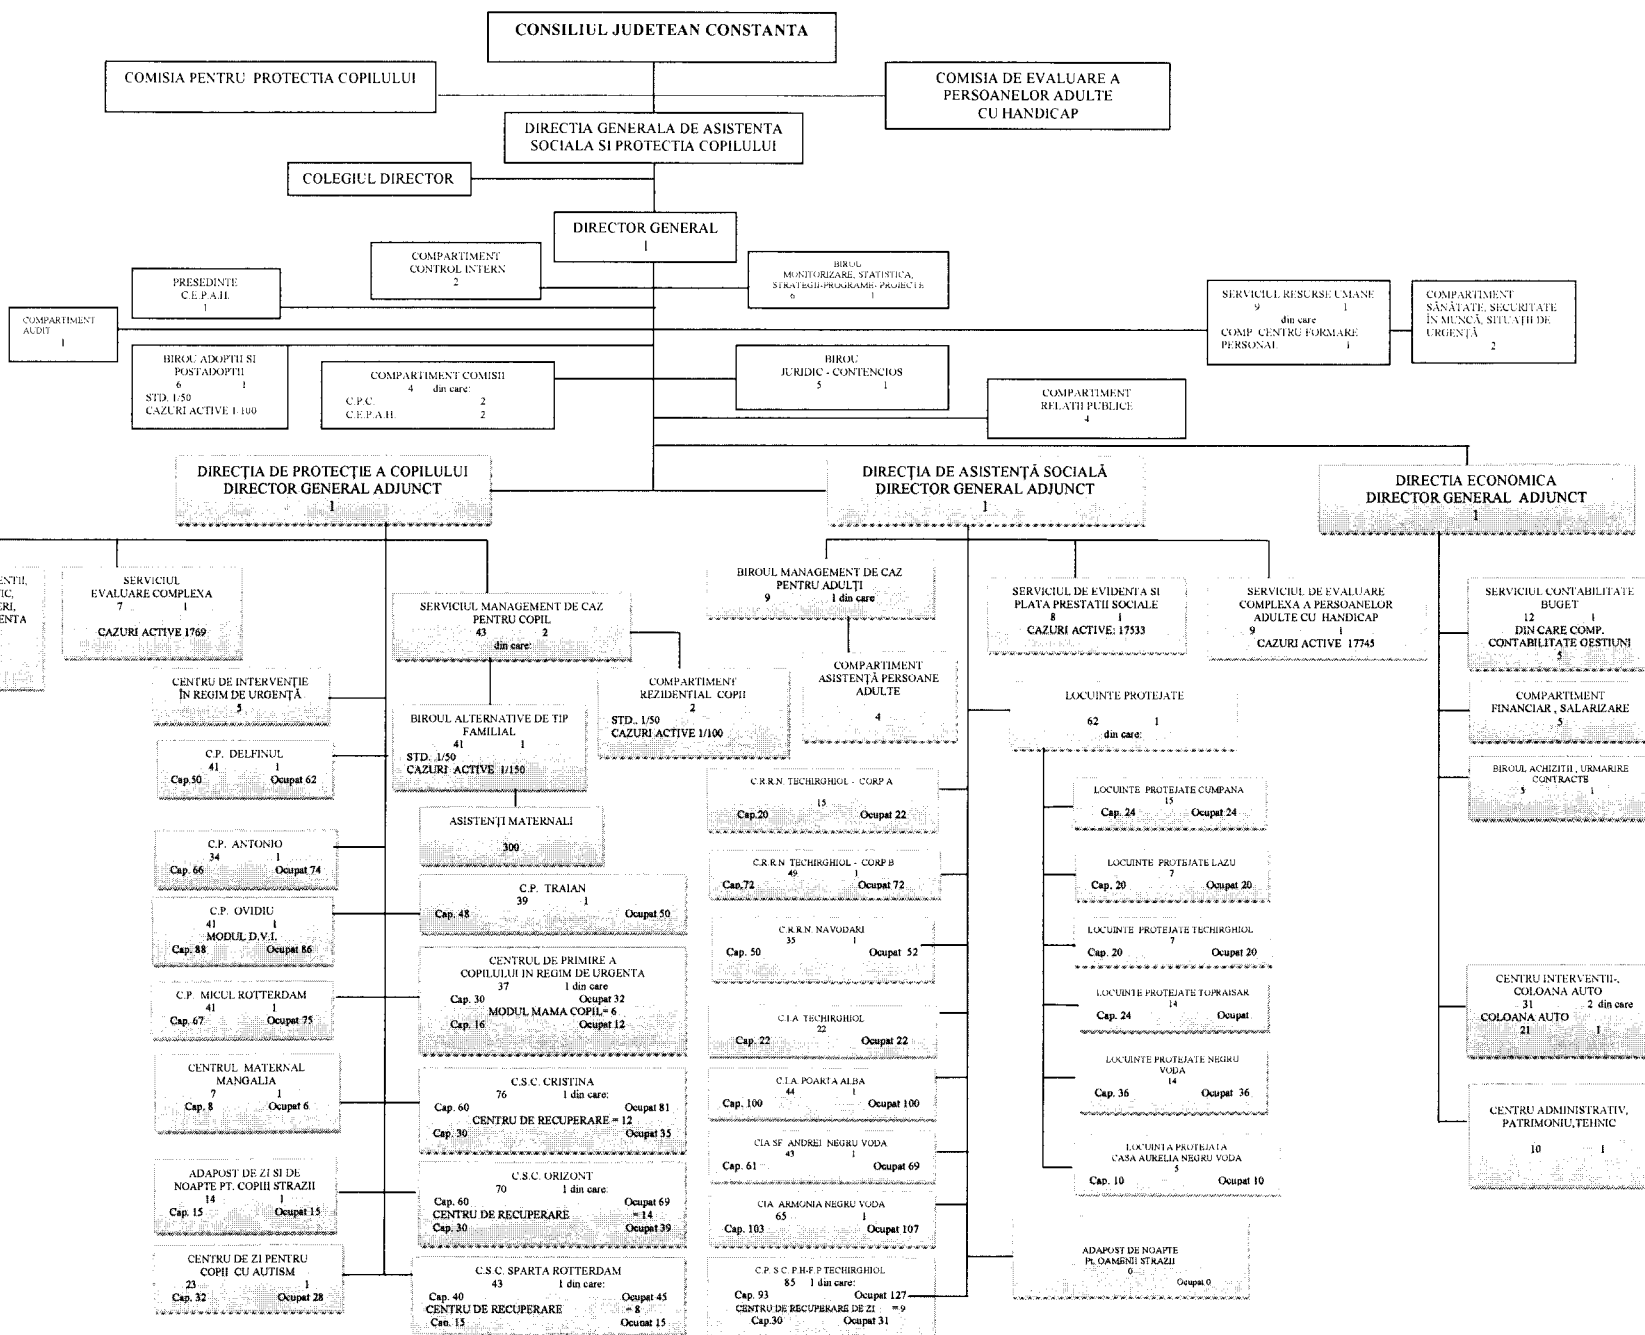 CONSILIUL JUDETEAN CONSTANTA
COMISIA PENTRU PROTECTIA COPILULUI
COMISIA DE EVALUARE A
PERSOANELOR ADULTE
CU HANDICAP
DIRECTIA GENERALA DE ASISTENTA
SOCIALA SI PROTECTIA COPILULUI
COLEGIUL DIRECTOR
DIRECTOR GENERAL
1
COMPARTIMENT
CONTROL INTERN
2
BIROU
MONITORIZARE, STATISTICA,
STRATEGII-PROGRAME- PROIECTE
6 1
PRESEDINTE
C.E.P.A.H.
1
COMPARTIMENT
AUDIT
1
SERVICIUL RESURSE UMANE
9 1
din care
COMP CENTRU FORMARE
PERSONAL 1
COMPARTIMENT
SĂNĂTATE, SECURITATE
ÎN MUNCĂ, SITUAȚII DE
URGENȚĂ
2
BIROU ADOPTII SI
POSTADOPTII
6 1
STD. 1/50
CAZURI ACTIVE 1/100
COMPARTIMENT COMISII
4 din care:
C.P.C. 2
C.E.P.A.H. 2
BIROU
JURIDIC - CONTENCIOS
5 1
COMPARTIMENT
RELATII PUBLICE
4
DIRECȚIA DE PROTECȚIE A COPILULUI
DIRECTOR GENERAL ADJUNCT
1
DIRECȚIA DE ASISTENȚĂ SOCIALĂ
DIRECTOR GENERAL ADJUNCT
1
DIRECTIA ECONOMICA
DIRECTOR GENERAL ADJUNCT
1
SERVICIUL
EVALUARE COMPLEXA
7 1
CAZURI ACTIVE 1769
SERVICIUL MANAGEMENT DE CAZ
PENTRU COPIL
43 2
din care:
CENTRU DE INTERVENTIE
ÎN REGIM DE URGENȚĂ
5
BIROUL ALTERNATIVE DE TIP
FAMILIAL
41 1
STD. 1/50
CAZURI ACTIVE 1/150
COMPARTIMENT
REZIDENTIAL COPII
2
STD.. 1/50
CAZURI ACTIVE 1/100
ASISTENȚI MATERNALI
300
C.P. DELFINUL
41 1
Cap.50 Ocupat 62
C.P. ANTONIO
34 1
Cap. 66 Ocupat 74
C.P. OVIDIU
41 1
MODUL D.V.I.
Cap. 88 Ocupat 86
C.P. MICUL ROTTERDAM
41 1
Cap. 67 Ocupat 75
CENTRUL MATERNAL
MANGALIA
7 1
Cap. 8 Ocupat 6
ADAPOST DE ZI SI DE
NOAPTE PT. COPIII STRAZII
14 1
Cap. 15 Ocupat 15
CENTRU DE ZI PENTRU
COPII CU AUTISM
23 1
Cap. 32 Ocupat 28
C.P. TRAIAN
39 1
Cap. 48 Ocupat 50
CENTRUL DE PRIMIRE A
COPILULUI IN REGIM DE URGENTA
37 1 din care
Cap. 30 Ocupat 32
MODUL MAMA COPIL= 6
Cap. 16 Ocupat 12
C.S.C. CRISTINA
76 1 din care:
Cap. 60 Ocupat 81
CENTRU DE RECUPERARE = 12
Cap. 30 Ocupat 35
C.S.C. ORIZONT
70 1 din care:
Cap. 60 Ocupat 69
CENTRU DE RECUPERARE = 14
Cap. 30 Ocupat 39
C.S.C. SPARTA ROTTERDAM
43 1 din care:
Cap. 40 Ocupat 45
CENTRU DE RECUPERARE = 8
Cap. 15 Ocupat 15
BIROUL MANAGEMENT DE CAZ
PENTRU ADULȚI
9 1 din care
COMPARTIMENT
ASISTENȚĂ PERSOANE
ADULTE
4
SERVICIUL DE EVIDENTA SI
PLATA PRESTATII SOCIALE
8 1
CAZURI ACTIVE: 17533
SERVICIUL DE EVALUARE
COMPLEXA A PERSOANELOR
ADULTE CU HANDICAP
9 1
CAZURI ACTIVE 17745
C.R.R.N. TECHIRGHIOL - CORP A
15
Cap.20 Ocupat 22
C.R.R.N TECHIRGHIOL - CORP B
49 1
Cap.72 Ocupat 72
C.R.R.N. NAVODARI
35 1
Cap. 50 Ocupat 52
C.I.A TECHIRGHIOL
22
Cap. 22 Ocupat 22
C.I.A. POARTA ALBA
44 1
Cap. 100 Ocupat 100
CIA SF ANDREI NEGRU VODA
43 1
Cap. 61 Ocupat 69
CIA ARMONIA NEGRU VODA
65 1
Cap. 103 Ocupat 107
C.P. S C. P.H-F.P TECHIRGHIOL
85 1 din care:
Cap. 93 Ocupat 127
CENTRU DE RECUPERARE DE ZI = 9
Cap.30 Ocupat 31
LOCUINTE PROTEJATE
62 1
din care:
LOCUINTE PROTEJATE CUMPANA
15
Cap. 24 Ocupat 24
LOCUINTE PROTEJATE LAZU
7
Cap. 20 Ocupat 20
LOCUINTE PROTEJATE TECHIRGHIOL
7
Cap. 20 Ocupat 20
LOCUINTE PROTEJATE TOPRAISAR
14
Cap. 24 Ocupat
LOCUINTE PROTEJATE NEGRU
VODA
14
Cap. 36 Ocupat 36
LOCUINTA PROTEJATA
CASA AURELIA NEGRU VODA
5
Cap. 10 Ocupat 10
ADAPOST DE NOAPTE
PT. OAMENII STRAZII
0
Ocupat 0
SERVICIUL CONTABILITATE
BUGET
12 1
DIN CARE COMP.
CONTABILITATE GESTIUNI
5
COMPARTIMENT
FINANCIAR , SALARIZARE
5
BIROUL ACHIZITII , URMARIRE
CONTRACTE
5 1
CENTRU INTERVENTII-,
COLOANA AUTO
31 2 din care
COLOANA AUTO
21 1
CENTRU ADMINISTRATIV,
PATRIMONIU,TEHNIC
10 1